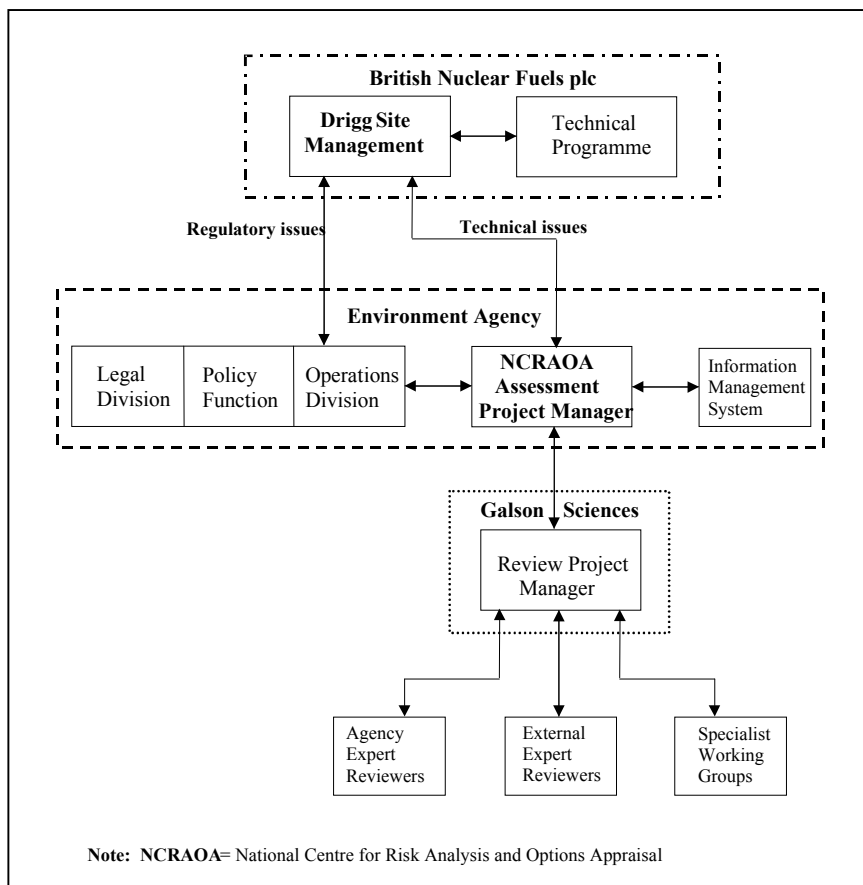 British Nuclear Fuels plc
Drigg Site
Management
Technical
Programme
Regulatory issues
Technical issues
Environment Agency
Legal
Division
Policy
Function
Operations
Division
NCRAOA
Assessment
Project Manager
Information
Management
System
Galson Sciences
Review Project
Manager
Agency
Expert
Reviewers
External
Expert
Reviewers
Specialist
Working
Groups
Note: NCRAOA= National Centre for Risk Analysis and Options Appraisal